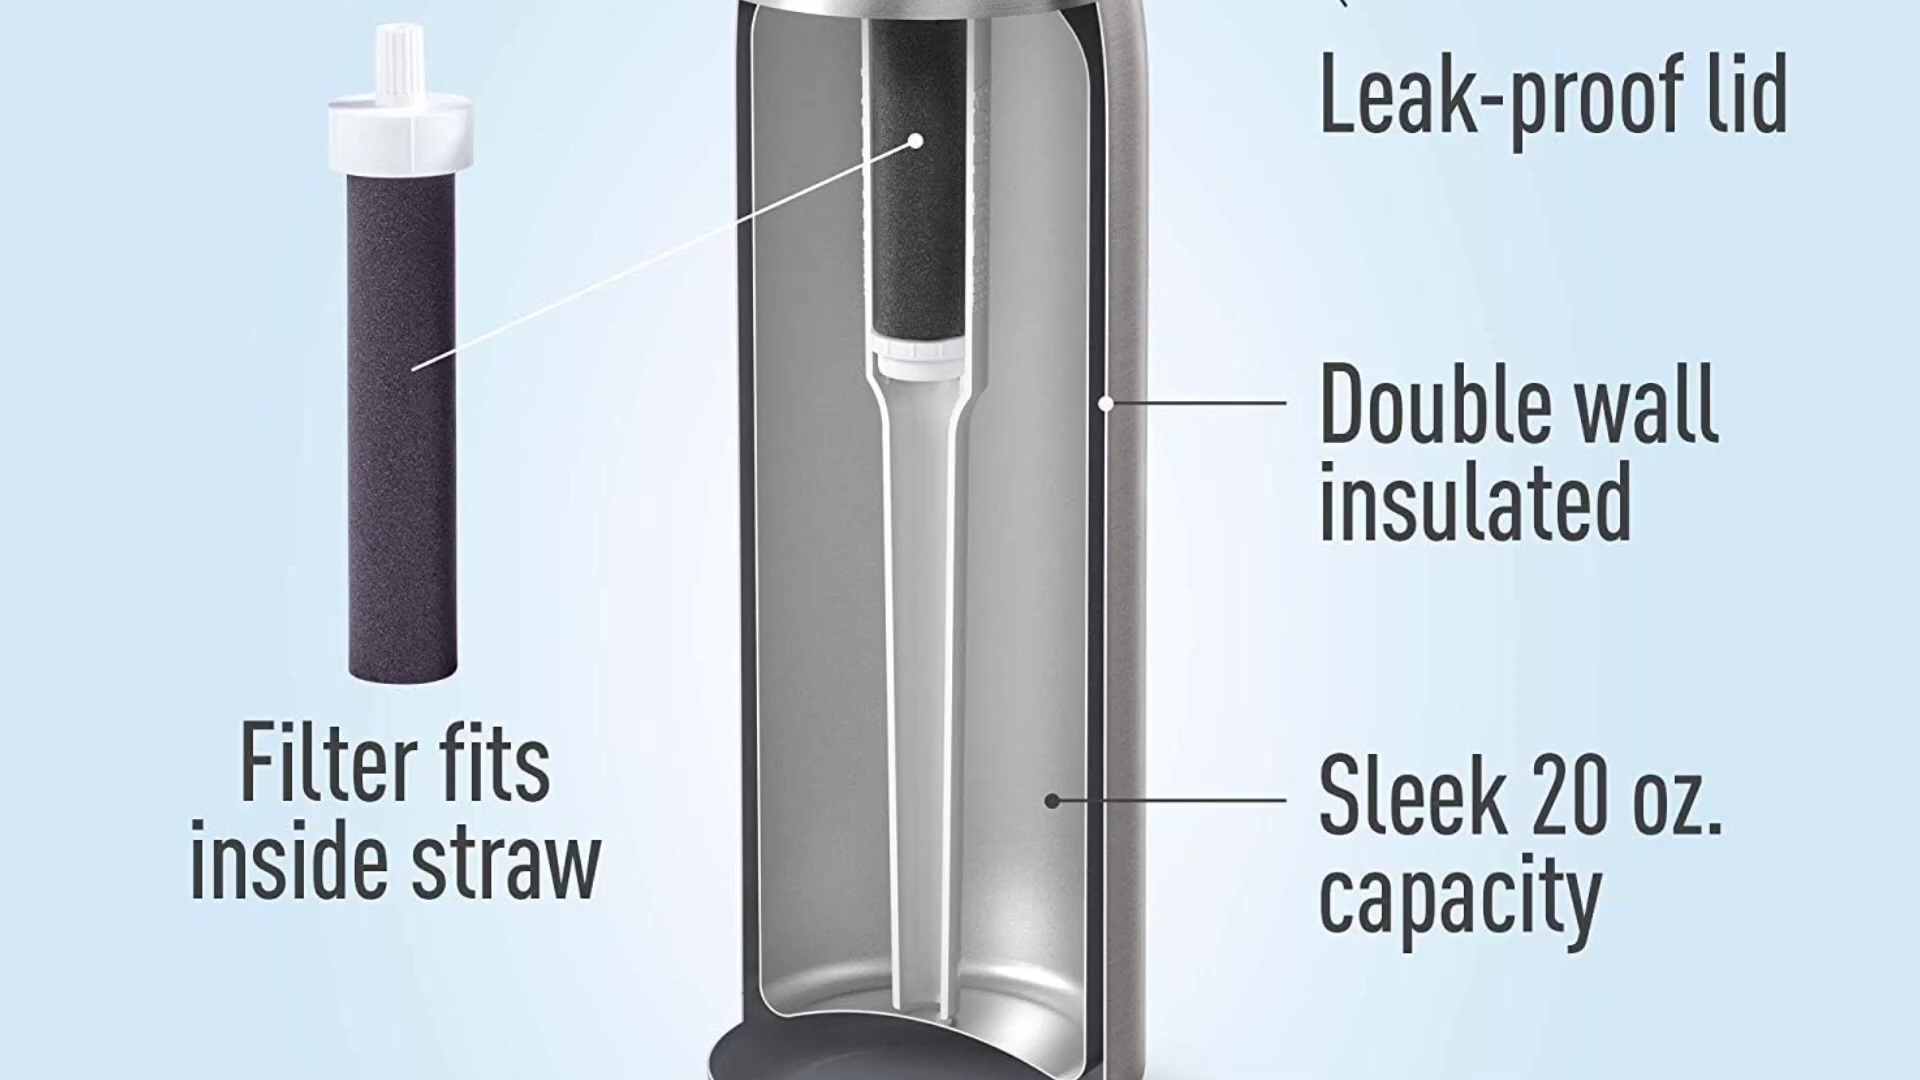 Leak-proof lid
Double wall
insulated
Filter fits
inside straw
Sleek 20 oz.
capacity